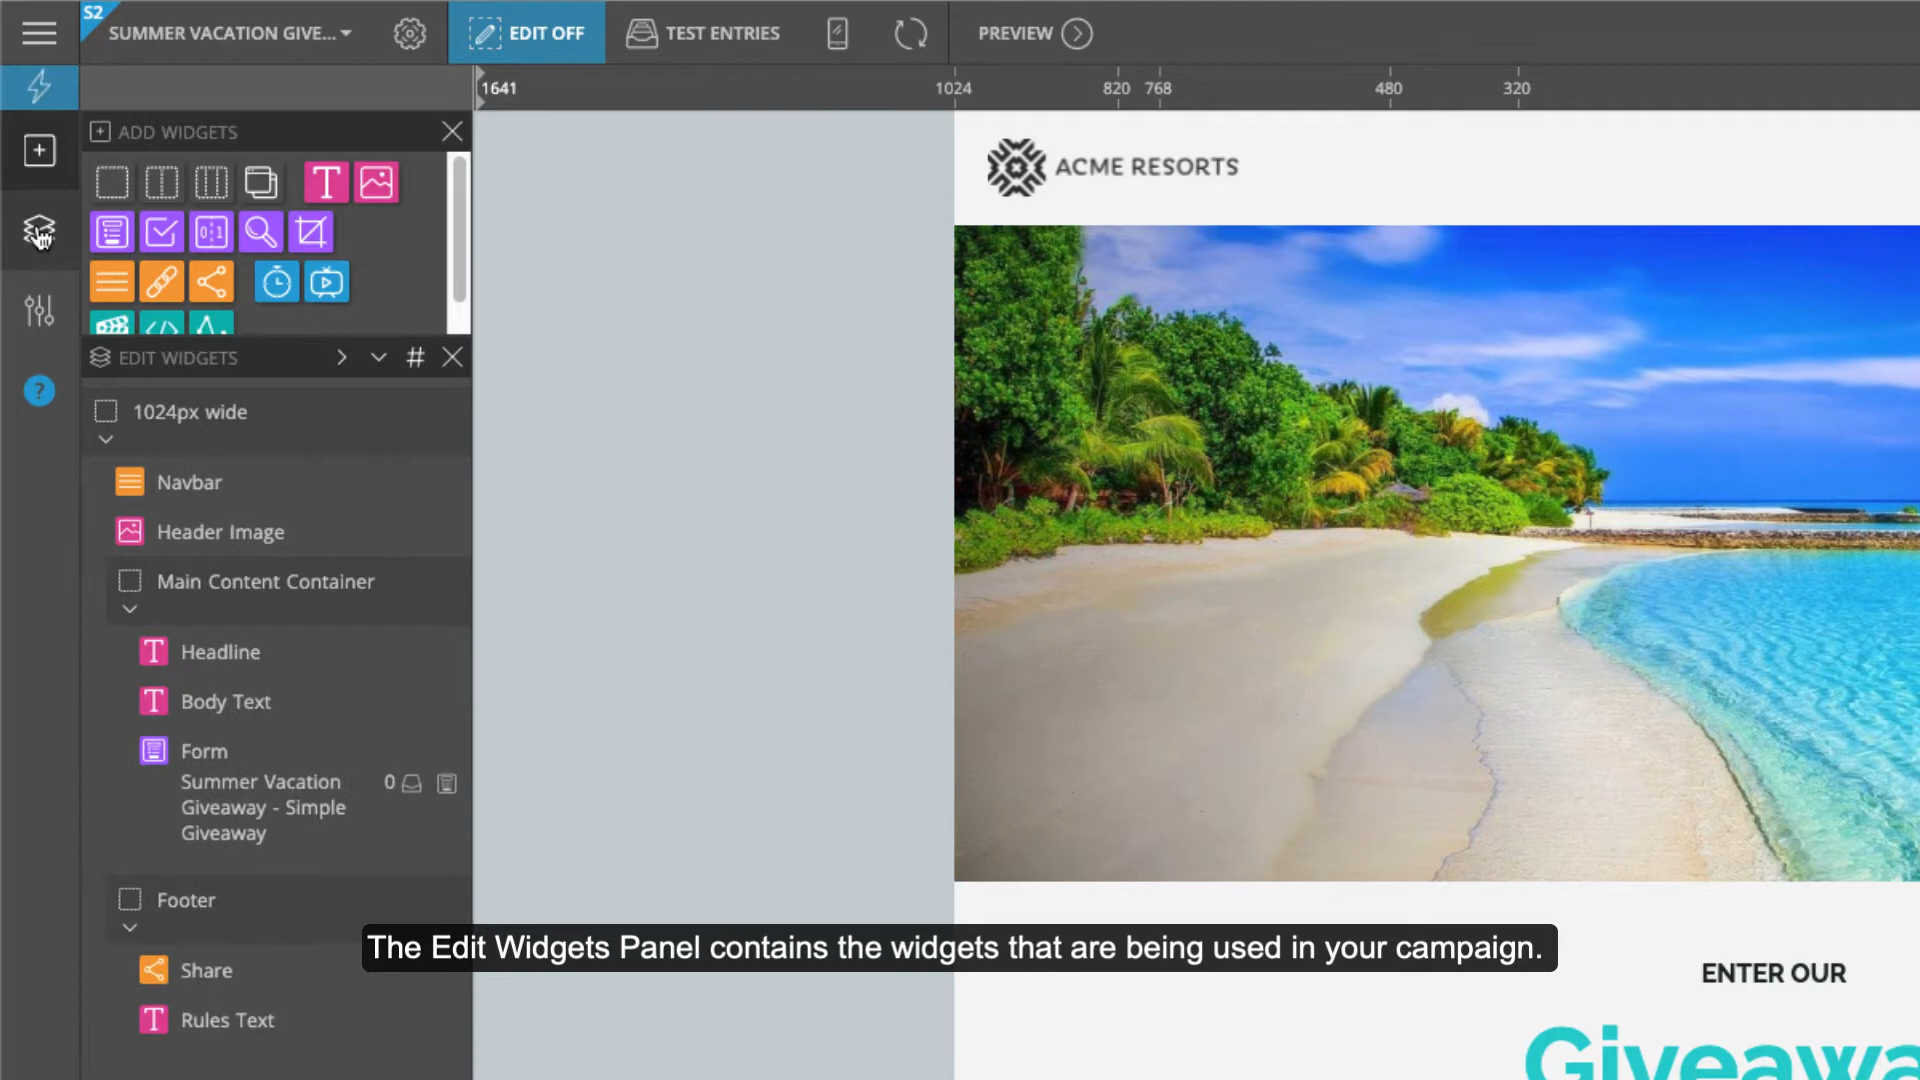 S2
SUMMER VACATION GIVE...
EDIT OFF
TEST ENTRIES
PREVIEW
1641
1024
820
768
480
320
ADD WIDGETS
T
0:1
EDIT WIDGETS
#
?
1024px wide
Navbar
Header Image
Main Content Container
T Headline
T Body Text
Form
Summer Vacation
Giveaway - Simple
Giveaway
0
Footer
Share
T Rules Text
ACME RESORTS
The Edit Widgets Panel contains the widgets that are being used in your campaign.
ENTER OUR
Giveawa